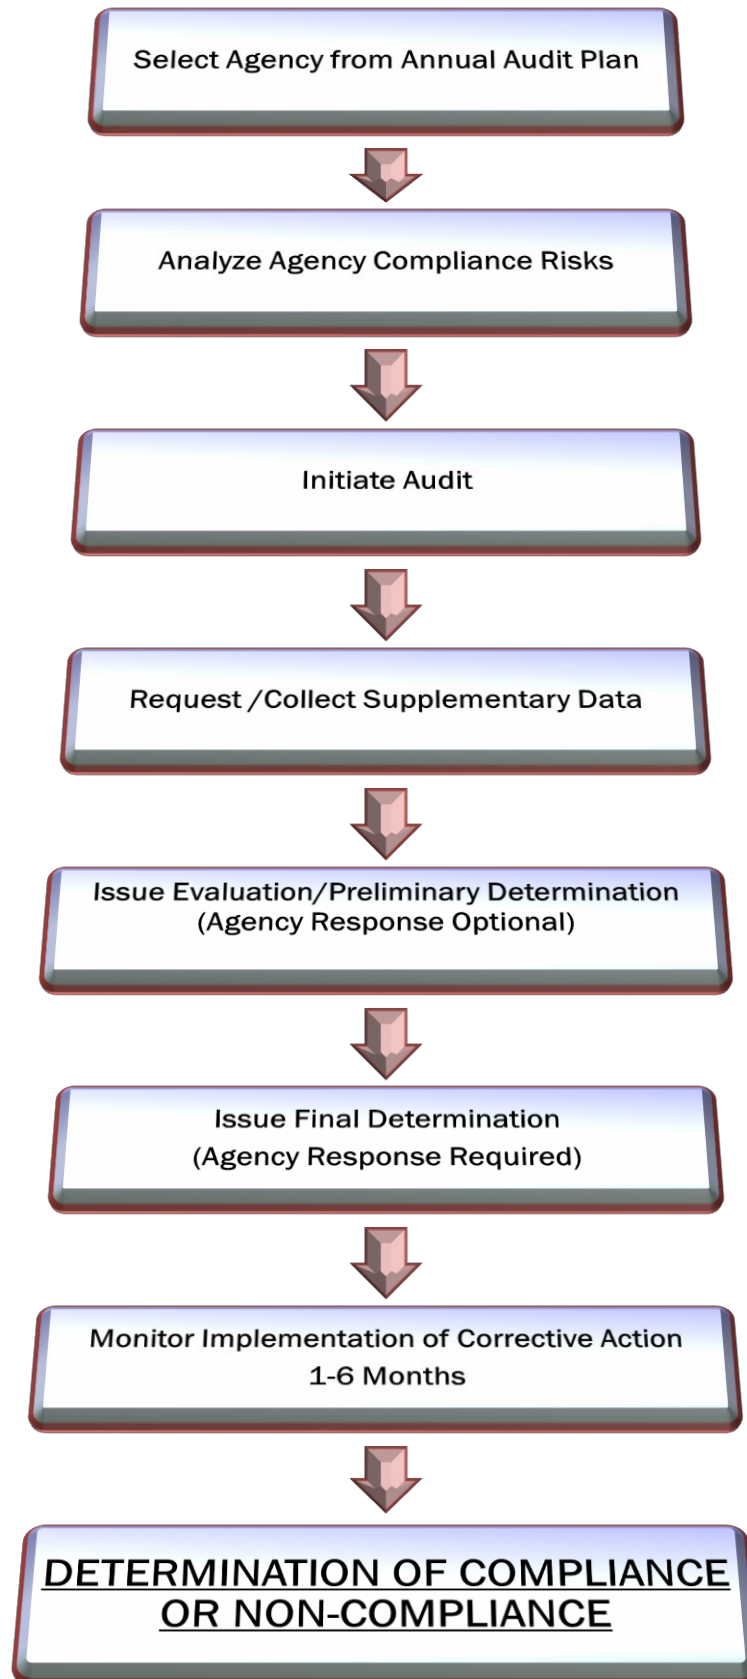 Select Agency from Annual Audit Plan
Analyze Agency Compliance Risks
Initiate Audit
Request /Collect Supplementary Data
Issue Evaluation/Preliminary Determination
(Agency Response Optional)
Issue Final Determination
(Agency Response Required)
Monitor Implementation of Corrective Action
1-6 Months
DETERMINATION OF COMPLIANCE
OR NON-COMPLIANCE